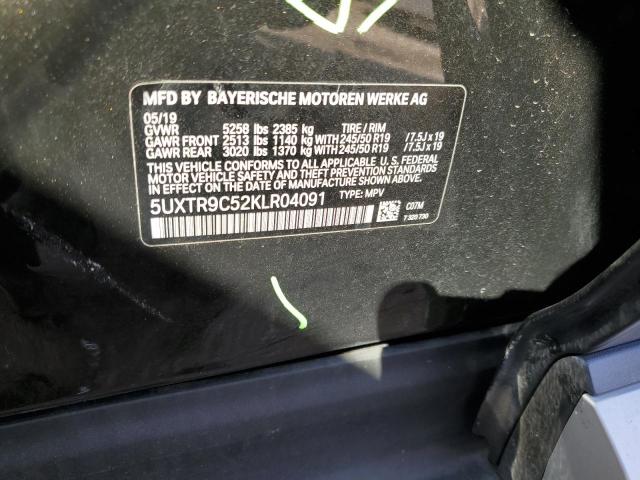 MFD BY BAYERISCHE MOTOREN WERKE AG
05/19
GVWR 5258 lbs 2385 kg TIRE / RIM
GAWR FRONT 2513 lbs 1140 kg WITH 245/50 R19 /7.5J x 19
GAWR REAR 3020 lbs 1370 kg WITH 245/50 R19 /7.5J x 19
THIS VEHICLE CONFORMS TO ALL APPLICABLE U.S. FEDERAL
MOTOR VEHICLE SAFETY AND THEFT PREVENTION STANDARDS
IN EFFECT ON THE DATE OF MANUFACTURE SHOWN ABOVE.
5UXTR9C52KLR04091 TYPE: MPV
C07M
7 320 730